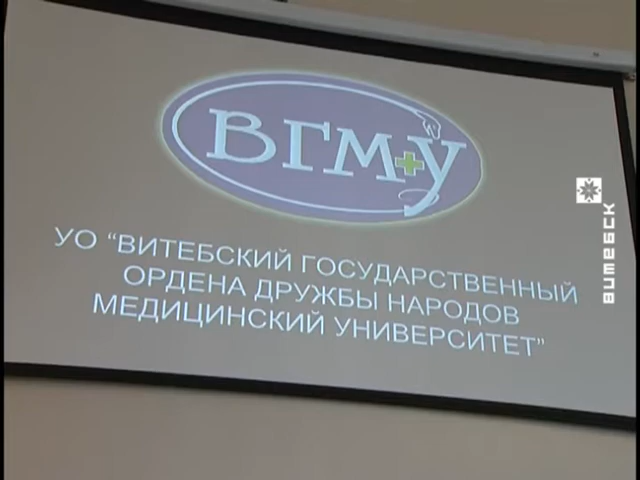 ВГМУ
УО “ВИТЕБСКИЙ ГОСУДАРСТВЕННЫЙ
ОРДЕНА ДРУЖБЫ НАРОДОВ
МЕДИЦИНСКИЙ УНИВЕРСИТЕТ”
ВИТЕБСК